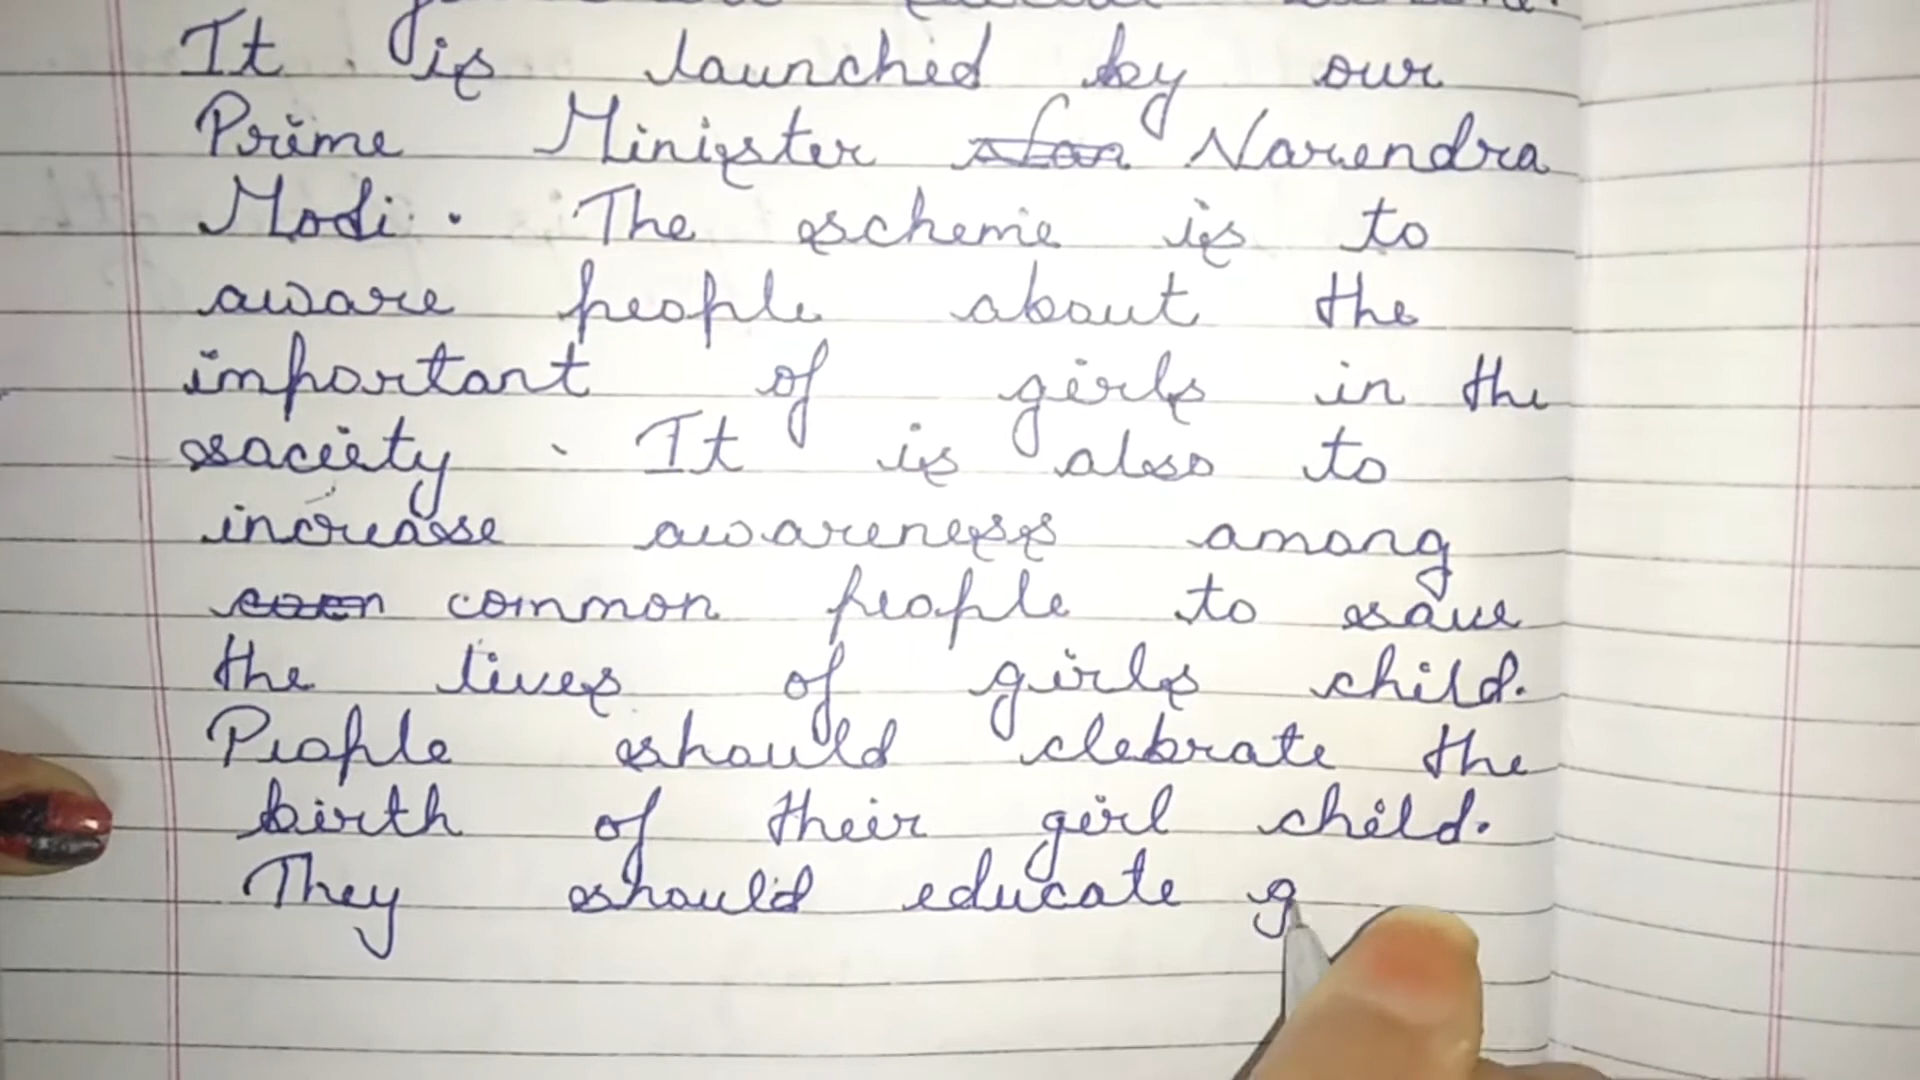 It is launched by our
Prime Minister Narendra
Modi. The scheme is to
aware people about the
important of girls in the
society. It is also to
increase awareness among
common people to save
the lives of girls child.
People should clebrate the
birth of their girl child.
They should educate g